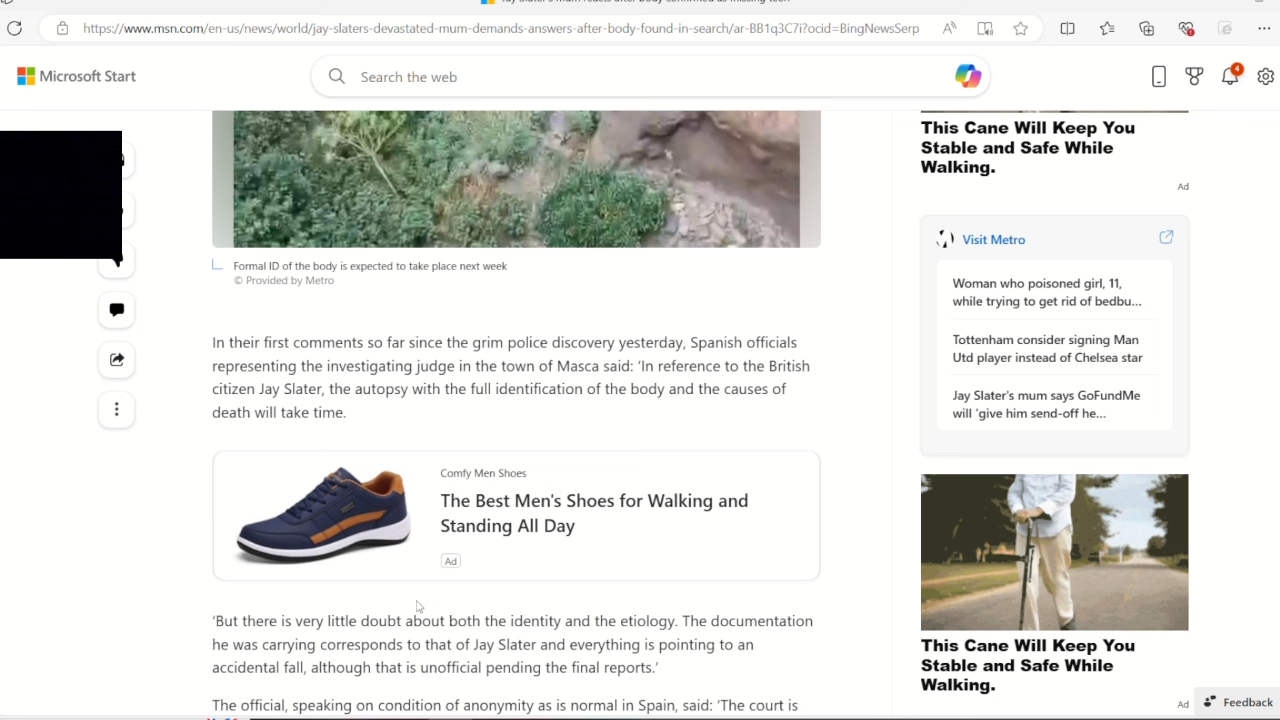 https://www.msn.com/en-us/news/world/jay-slaters-devastated-mum-demands-answers-after-body-found-in-search/ar-BB1q3C7i?ocid=BingNewsSerp
Microsoft Start
Search the web
4
Formal ID of the body is expected to take place next week
© Provided by Metro
In their first comments so far since the grim police discovery yesterday, Spanish officials
representing the investigating judge in the town of Masca said: ‘In reference to the British
citizen Jay Slater, the autopsy with the full identification of the body and the causes of
death will take time.
Comfy Men Shoes
The Best Men's Shoes for Walking and
Standing All Day
Ad
‘But there is very little doubt about both the identity and the etiology. The documentation
he was carrying corresponds to that of Jay Slater and everything is pointing to an
accidental fall, although that is unofficial pending the final reports.’
The official, speaking on condition of anonymity as is normal in Spain, said: ‘The court is
This Cane Will Keep You
Stable and Safe While
Walking.
Ad
Visit Metro
Woman who poisoned girl, 11,
while trying to get rid of bedbu...
Tottenham consider signing Man
Utd player instead of Chelsea star
Jay Slater's mum says GoFundMe
will 'give him send-off he...
This Cane Will Keep You
Stable and Safe While
Walking.
Ad
Feedback